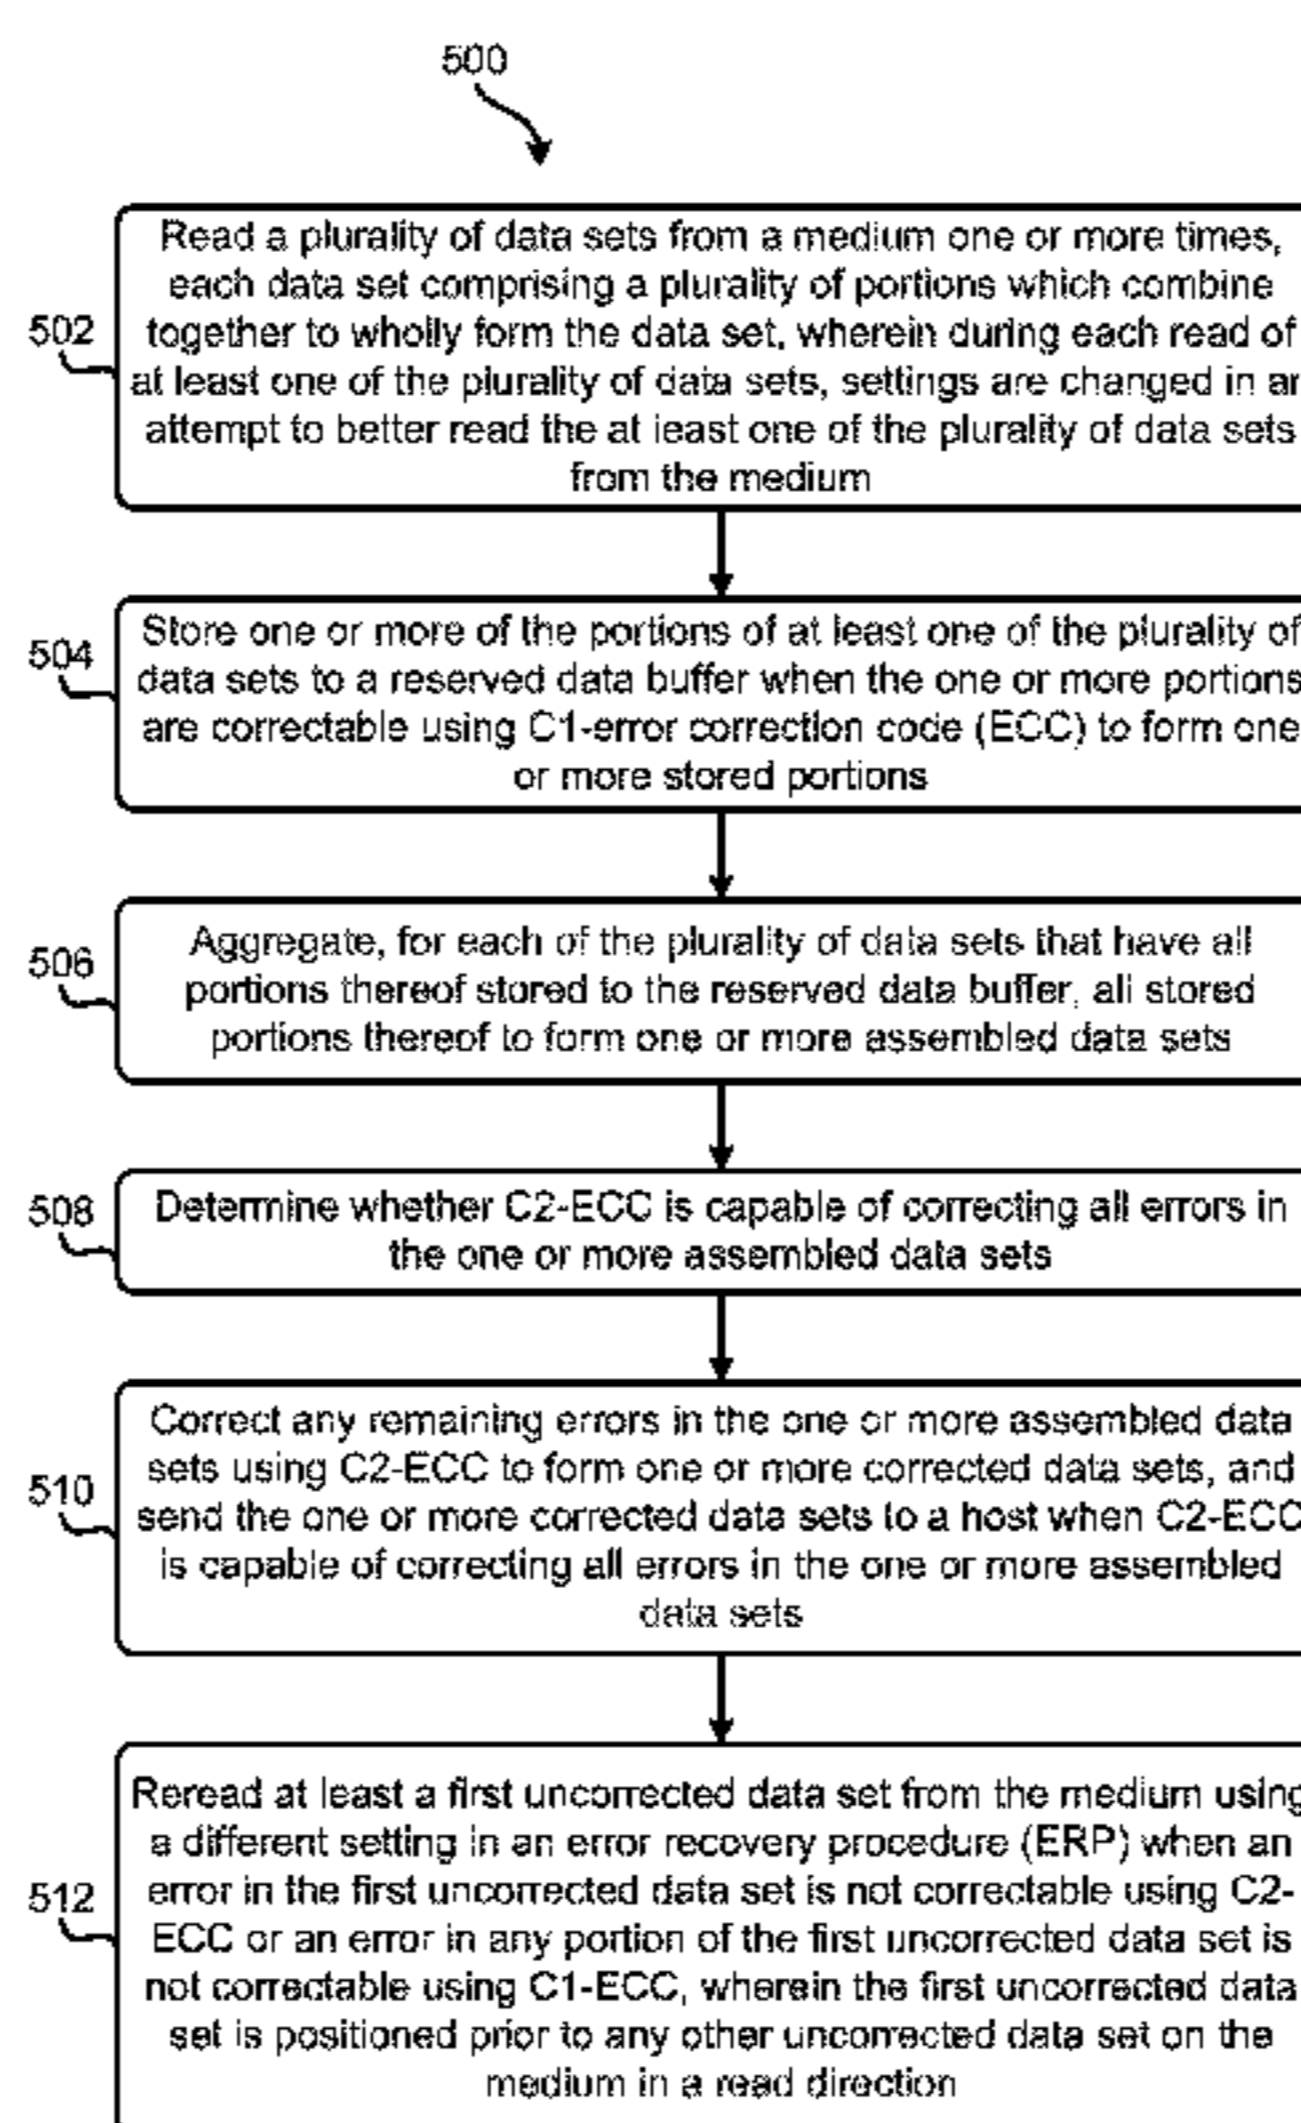 500
502
Read a plurality of data sets from a medium one or more times,
each data set comprising a plurality of portions which combine
together to wholly form the data set, wherein during each read of
at least one of the plurality of data sets, settings are changed in an
attempt to better read the at least one of the plurality of data sets
from the medium
504
Store one or more of the portions of at least one of the plurality of
data sets to a reserved data buffer when the one or more portions
are correctable using C1-error correction code (ECC) to form one
or more stored portions
506
Aggregate, for each of the plurality of data sets that have all
portions thereof stored to the reserved data buffer, all stored
portions thereof to form one or more assembled data sets
508
Determine whether C2-ECC is capable of correcting all errors in
the one or more assembled data sets
510
Correct any remaining errors in the one or more assembled data
sets using C2-ECC to form one or more corrected data sets, and
send the one or more corrected data sets to a host when C2-ECC
is capable of correcting all errors in the one or more assembled
data sets
512
Reread at least a first uncorrected data set from the medium using
a different setting in an error recovery procedure (ERP) when an
error in the first uncorrected data set is not correctable using C2-
ECC or an error in any portion of the first uncorrected data set is
not correctable using C1-ECC, wherein the first uncorrected data
set is positioned prior to any other uncorrected data set on the
medium in a read direction